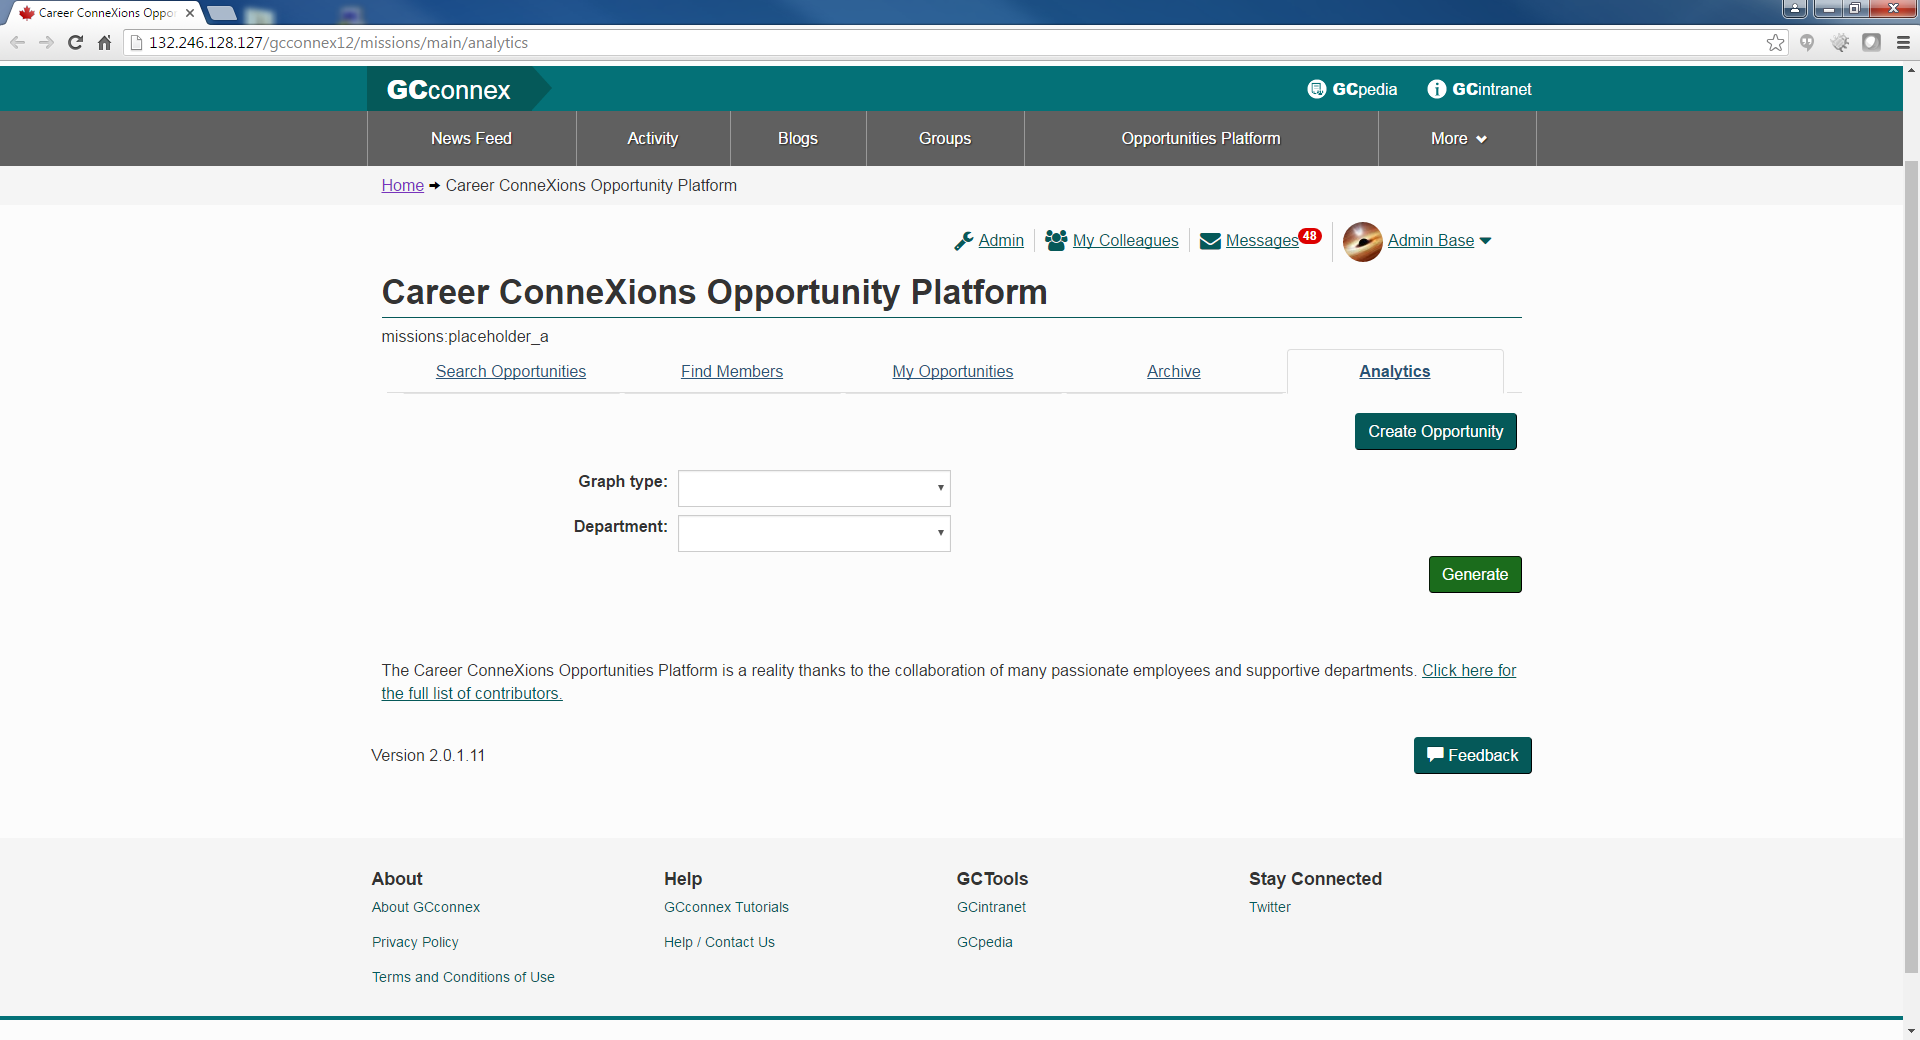 Career ConneXions Oppo
132.246.128.127/gcconnex12/missions/main/analytics
GCconnex
GCpedia
GCintranet
News Feed
Activity
Blogs
Groups
Opportunities Platform
More
Home → Career ConneXions Opportunity Platform
Admin
My Colleagues
Messages 48
Admin Base
Career ConneXions Opportunity Platform
missions:placeholder_a
Search Opportunities
Find Members
My Opportunities
Archive
Analytics
Create Opportunity
Graph type:
Department:
Generate
The Career ConneXions Opportunities Platform is a reality thanks to the collaboration of many passionate employees and supportive departments. Click here for
the full list of contributors.
Version 2.0.1.11
Feedback
About
About GCconnex
Privacy Policy
Terms and Conditions of Use
Help
GCconnex Tutorials
Help / Contact Us
GCTools
GCintranet
GCpedia
Stay Connected
Twitter